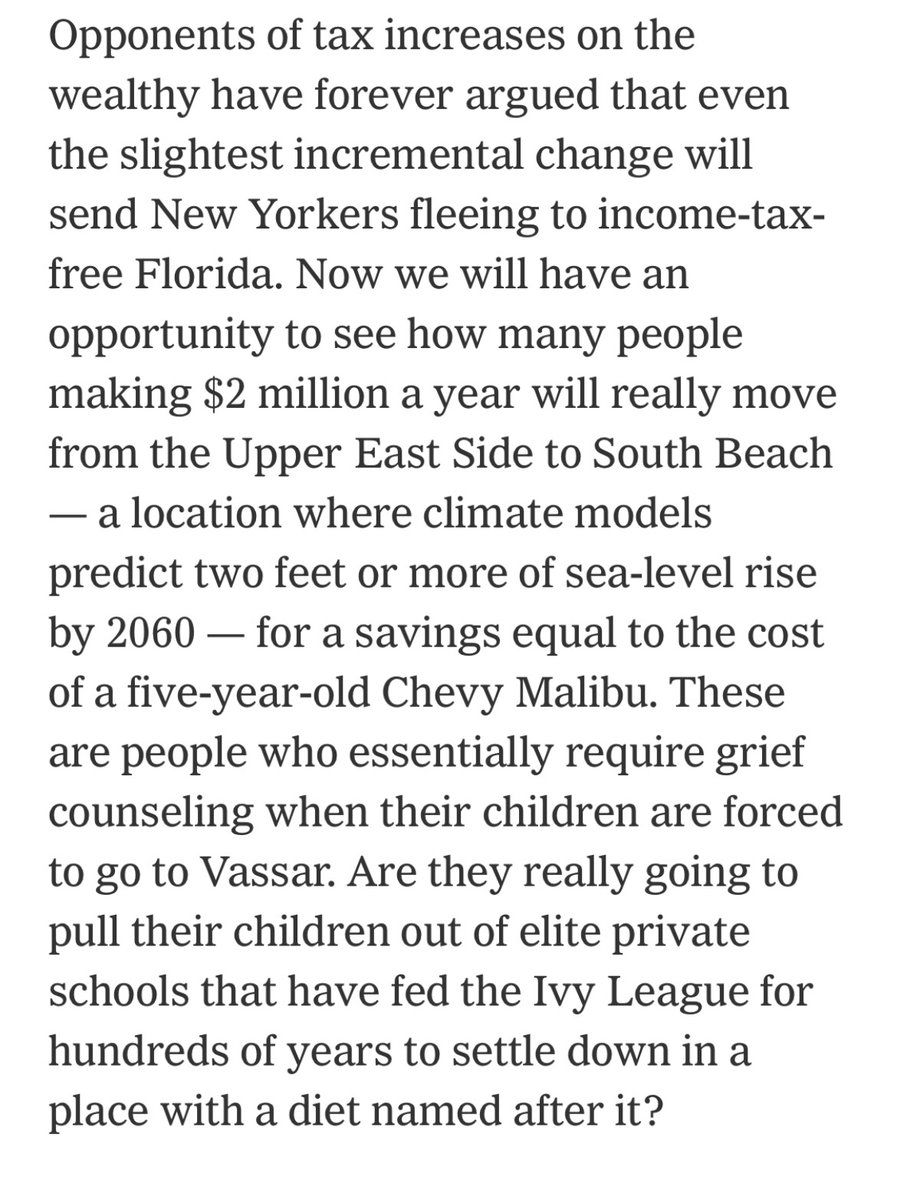 Opponents of tax increases on the
wealthy have forever argued that even
the slightest incremental change will
send New Yorkers fleeing to income-tax-
free Florida. Now we will have an
opportunity to see how many people
making $2 million a year will really move
from the Upper East Side to South Beach
— a location where climate models
predict two feet or more of sea-level rise
by 2060 — for a savings equal to the cost
of a five-year-old Chevy Malibu. These
are people who essentially require grief
counseling when their children are forced
to go to Vassar. Are they really going to
pull their children out of elite private
schools that have fed the Ivy League for
hundreds of years to settle down in a
place with a diet named after it?